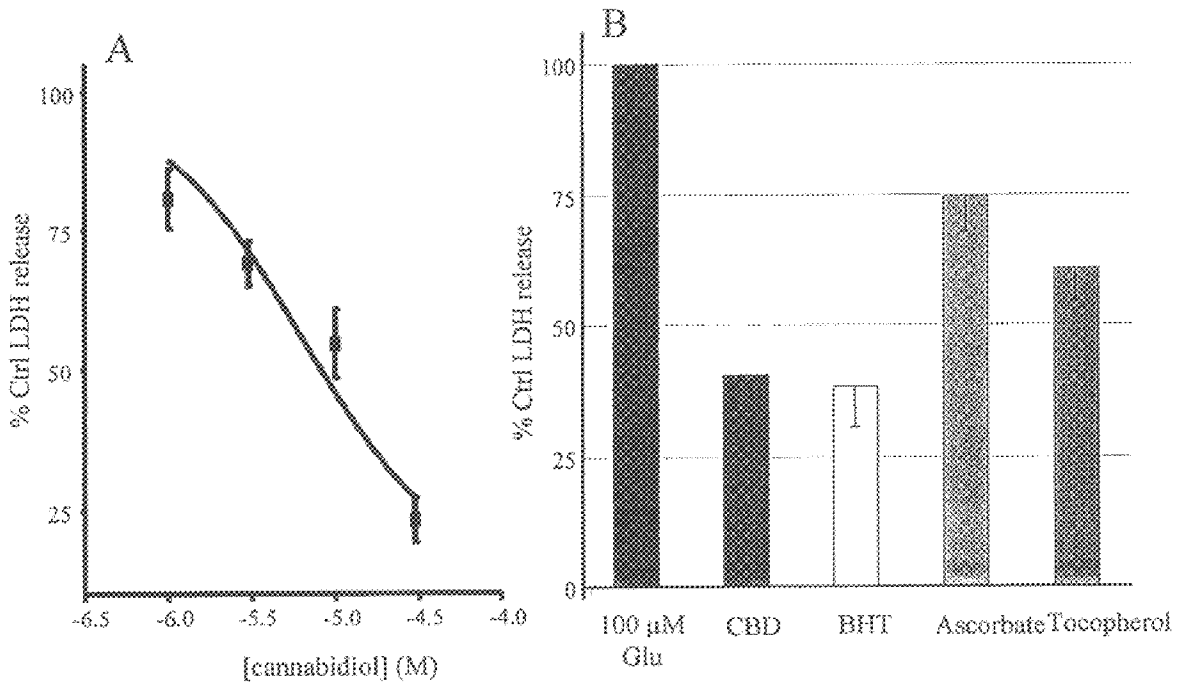 A
% Ctrl LDH release
100
75
50
25
-6.5 -6.0 -5.5 -5.0 -4.5 -4.0
[cannabidiol] (M)
B
% Ctrl LDH release
100
75
50
25
0
100 μM CBD BHT Ascorbate Tocopherol
Glu